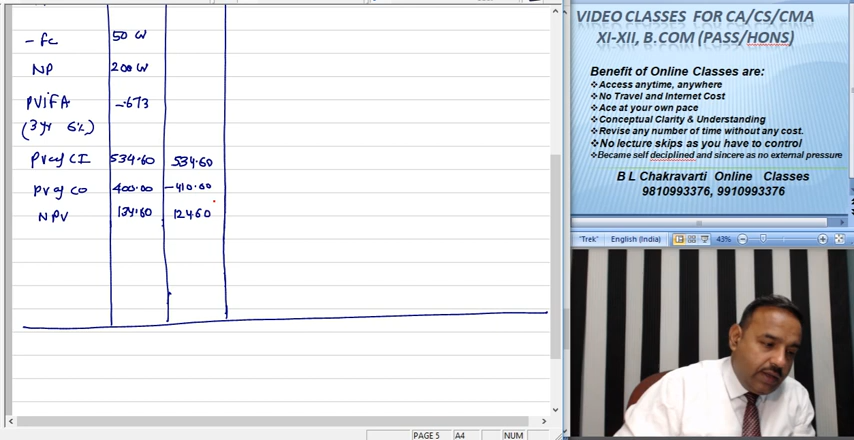 - FC 50 W
NP 200 W
PVIFA
(3 yr 6%) -.673
PV of CI 534.60 534.60
PV of CO 400.00 -410.00
NPV 134.60 124.60
PAGE 5 A4 NUM
VIDEO CLASSES FOR CA/CS/CMA
XI-XII, B.COM (PASS/HONS)
Benefit of Online Classes are:
❖Access anytime, anywhere
❖No Travel and Internet Cost
❖Ace at your own pace
❖Conceptual Clarity & Understanding
❖Revise any number of time without any cost.
❖No lecture skips as you have to control
❖Became self deciplined and sincere as no external pressure
B L Chakravarti Online Classes
9810993376, 9910993376
"Trek" English (India) 43%